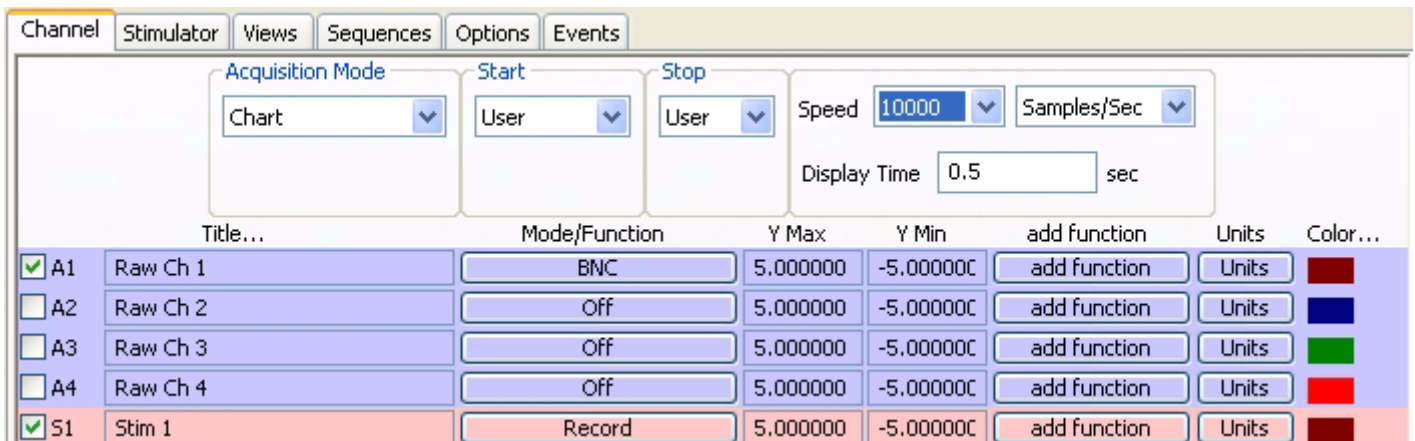 Channel Stimulator Views Sequences Options Events
Acquisition Mode Start Stop
Chart User User Speed 10000 Samples/Sec
Display Time 0.5 sec
Title... Mode/Function Y Max Y Min add function Units Color...
A1 Raw Ch 1 BNC 5.000000 -5.00000C add function Units
A2 Raw Ch 2 Off 5.000000 -5.00000C add function Units
A3 Raw Ch 3 Off 5.000000 -5.00000C add function Units
A4 Raw Ch 4 Off 5.000000 -5.00000C add function Units
S1 Stim 1 Record 5.000000 -5.00000C add function Units